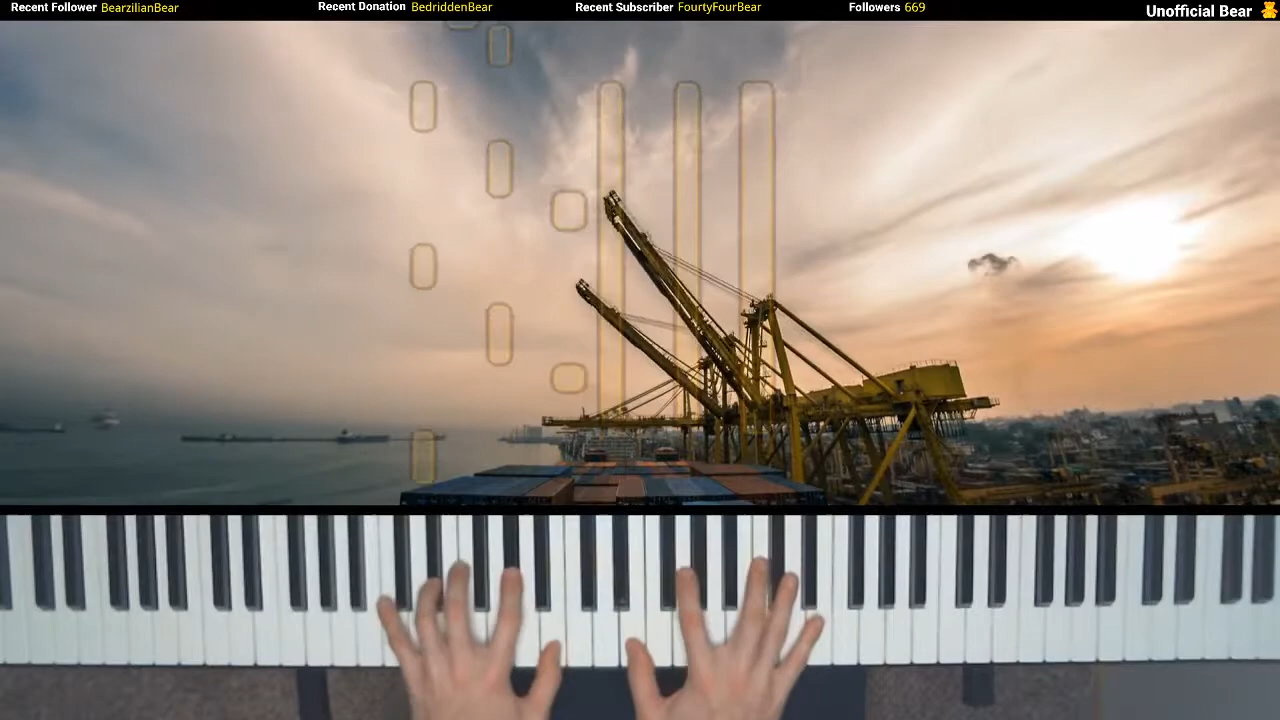 Recent Follower BearzilianBear
Recent Donation BedriddenBear
Recent Subscriber FourtyFourBear
Followers 669
Unofficial Bear